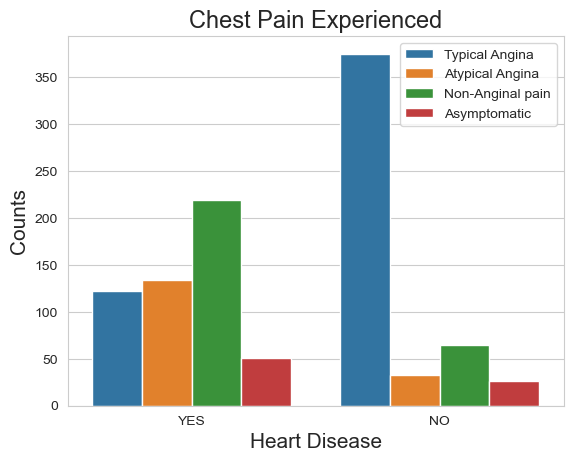 Chest Pain Experienced
Typical Angina
Atypical Angina
Non-Anginal pain
Asymptomatic
Counts
350
300
250
200
150
100
50
0
YES
NO
Heart Disease